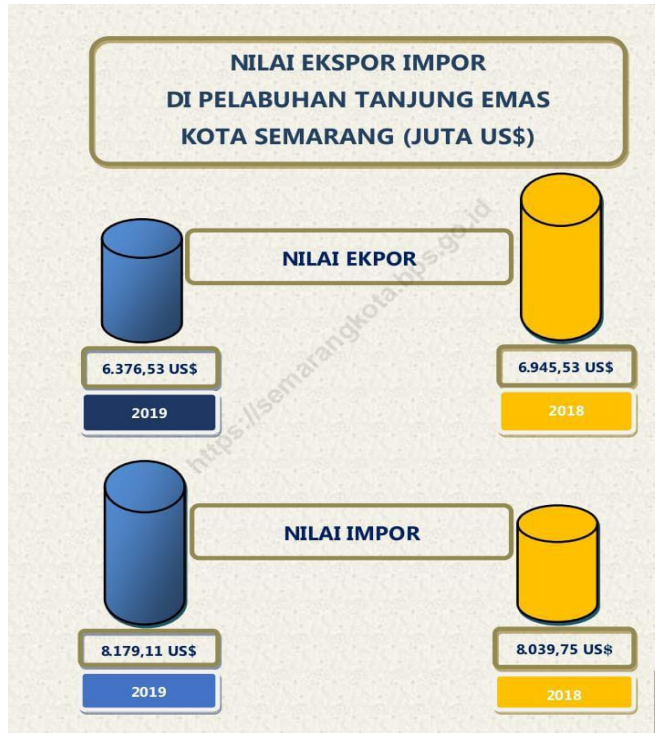 NILAI EKSPOR IMPOR
DI PELABUHAN TANJUNG EMAS
KOTA SEMARANG (JUTA US$)
NILAI EKPOR
6.376,53 US$
6.945,53 US$
2019
2018
https://semarangkota.bps.go.id
NILAI IMPOR
8.179,11 US$
8.039,75 US$
2019
2018